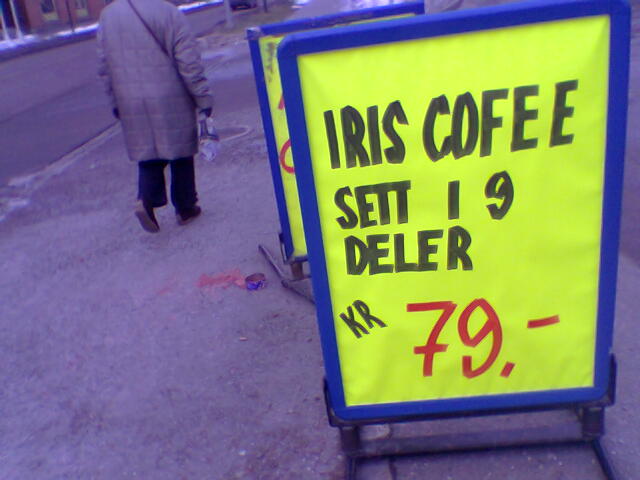 IRIS COFEE
SETT I 9
DELER
KR 79.-